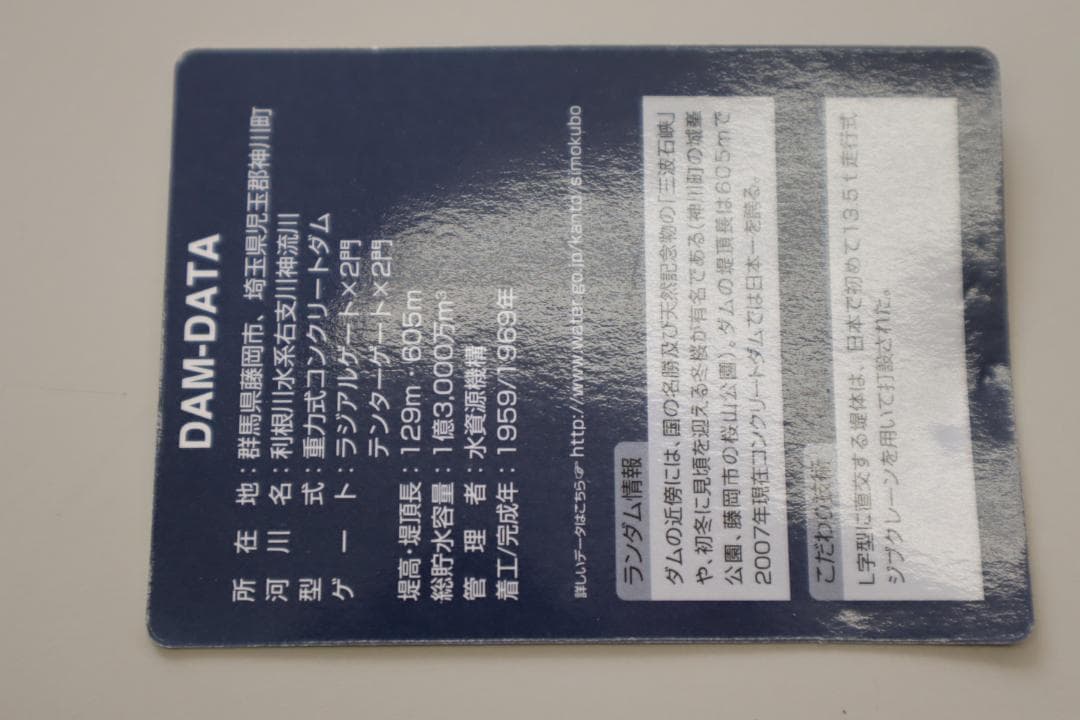 DAM-DATA
所在地：群馬県藤岡市、埼玉県児玉郡神川町
河川名：利根川水系右支川神流川
型式：重力式コンクリートダム
ゲート：ラジアルゲート×2門
テンターゲート×2門
堤高・堤頂長：129m・605m
総貯水容量：1億3,000万m³
管理者：水資源機構
着工/完成年：1959/1969年
詳しいデータはこちら☞http://www.water.go.jp/kanto/simokubo
ランダム情報
ダムの近傍には、国の名勝及び天然記念物の「三波石峡」
や、初冬に見頃を迎える冬桜が有名である（神川町の城峯
公園、藤岡市の桜山公園）。ダムの堤頂長は605mで
2007年現在コンクリートダムでは日本一を誇る。
こだわり技術
L字型に直交する堤体は、日本で初めて13.5t走行式
ジブクレーンを用いて打設された。